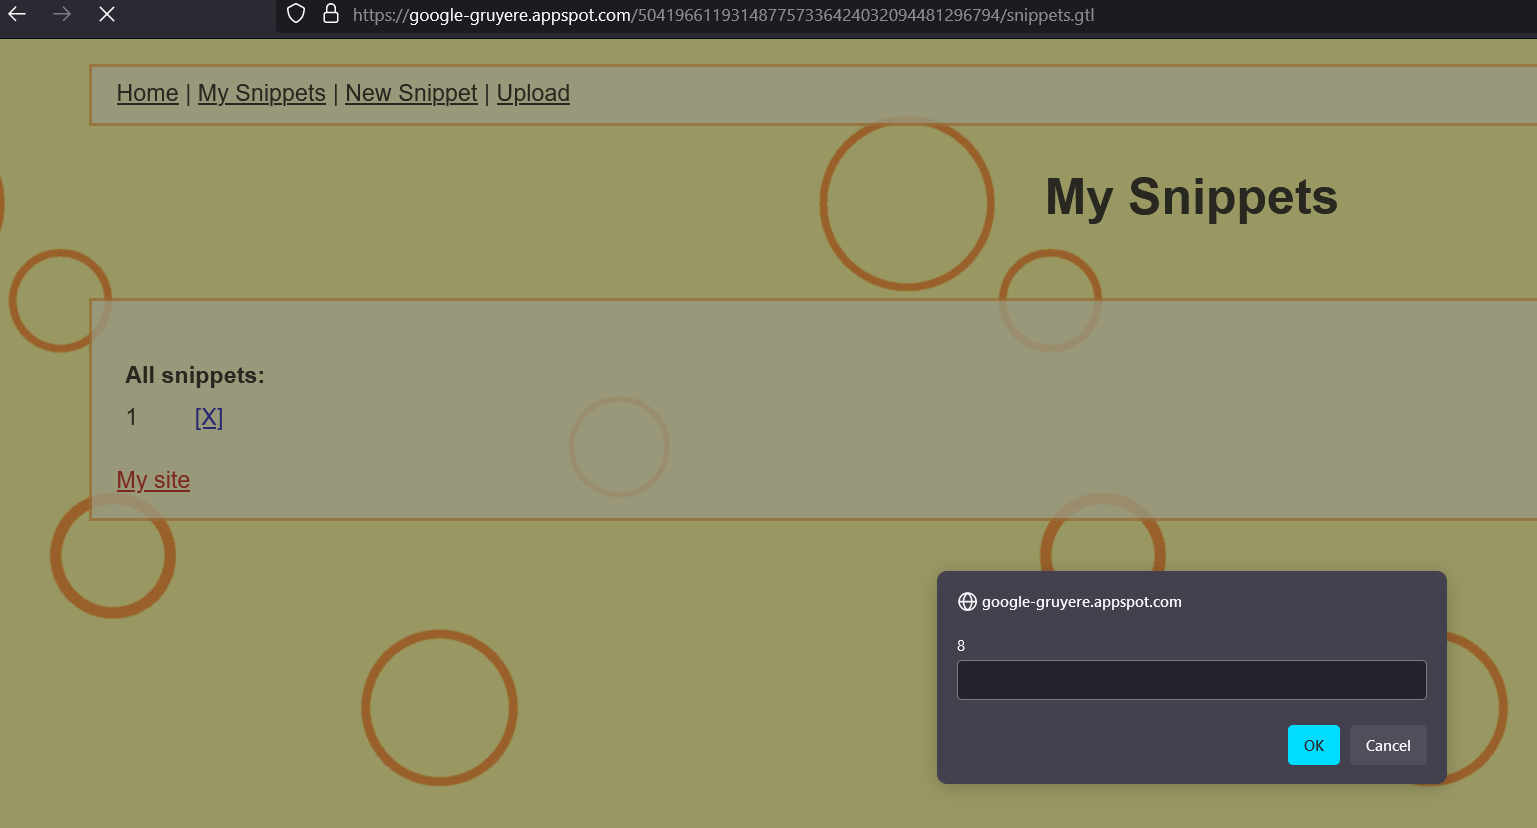 https://google-gruyere.appspot.com/504196611931487757336424032094481296794/snippets.gtl
Home | My Snippets | New Snippet | Upload
My Snippets
All snippets:
1 [X]
My site
google-gruyere.appspot.com
8
OK Cancel